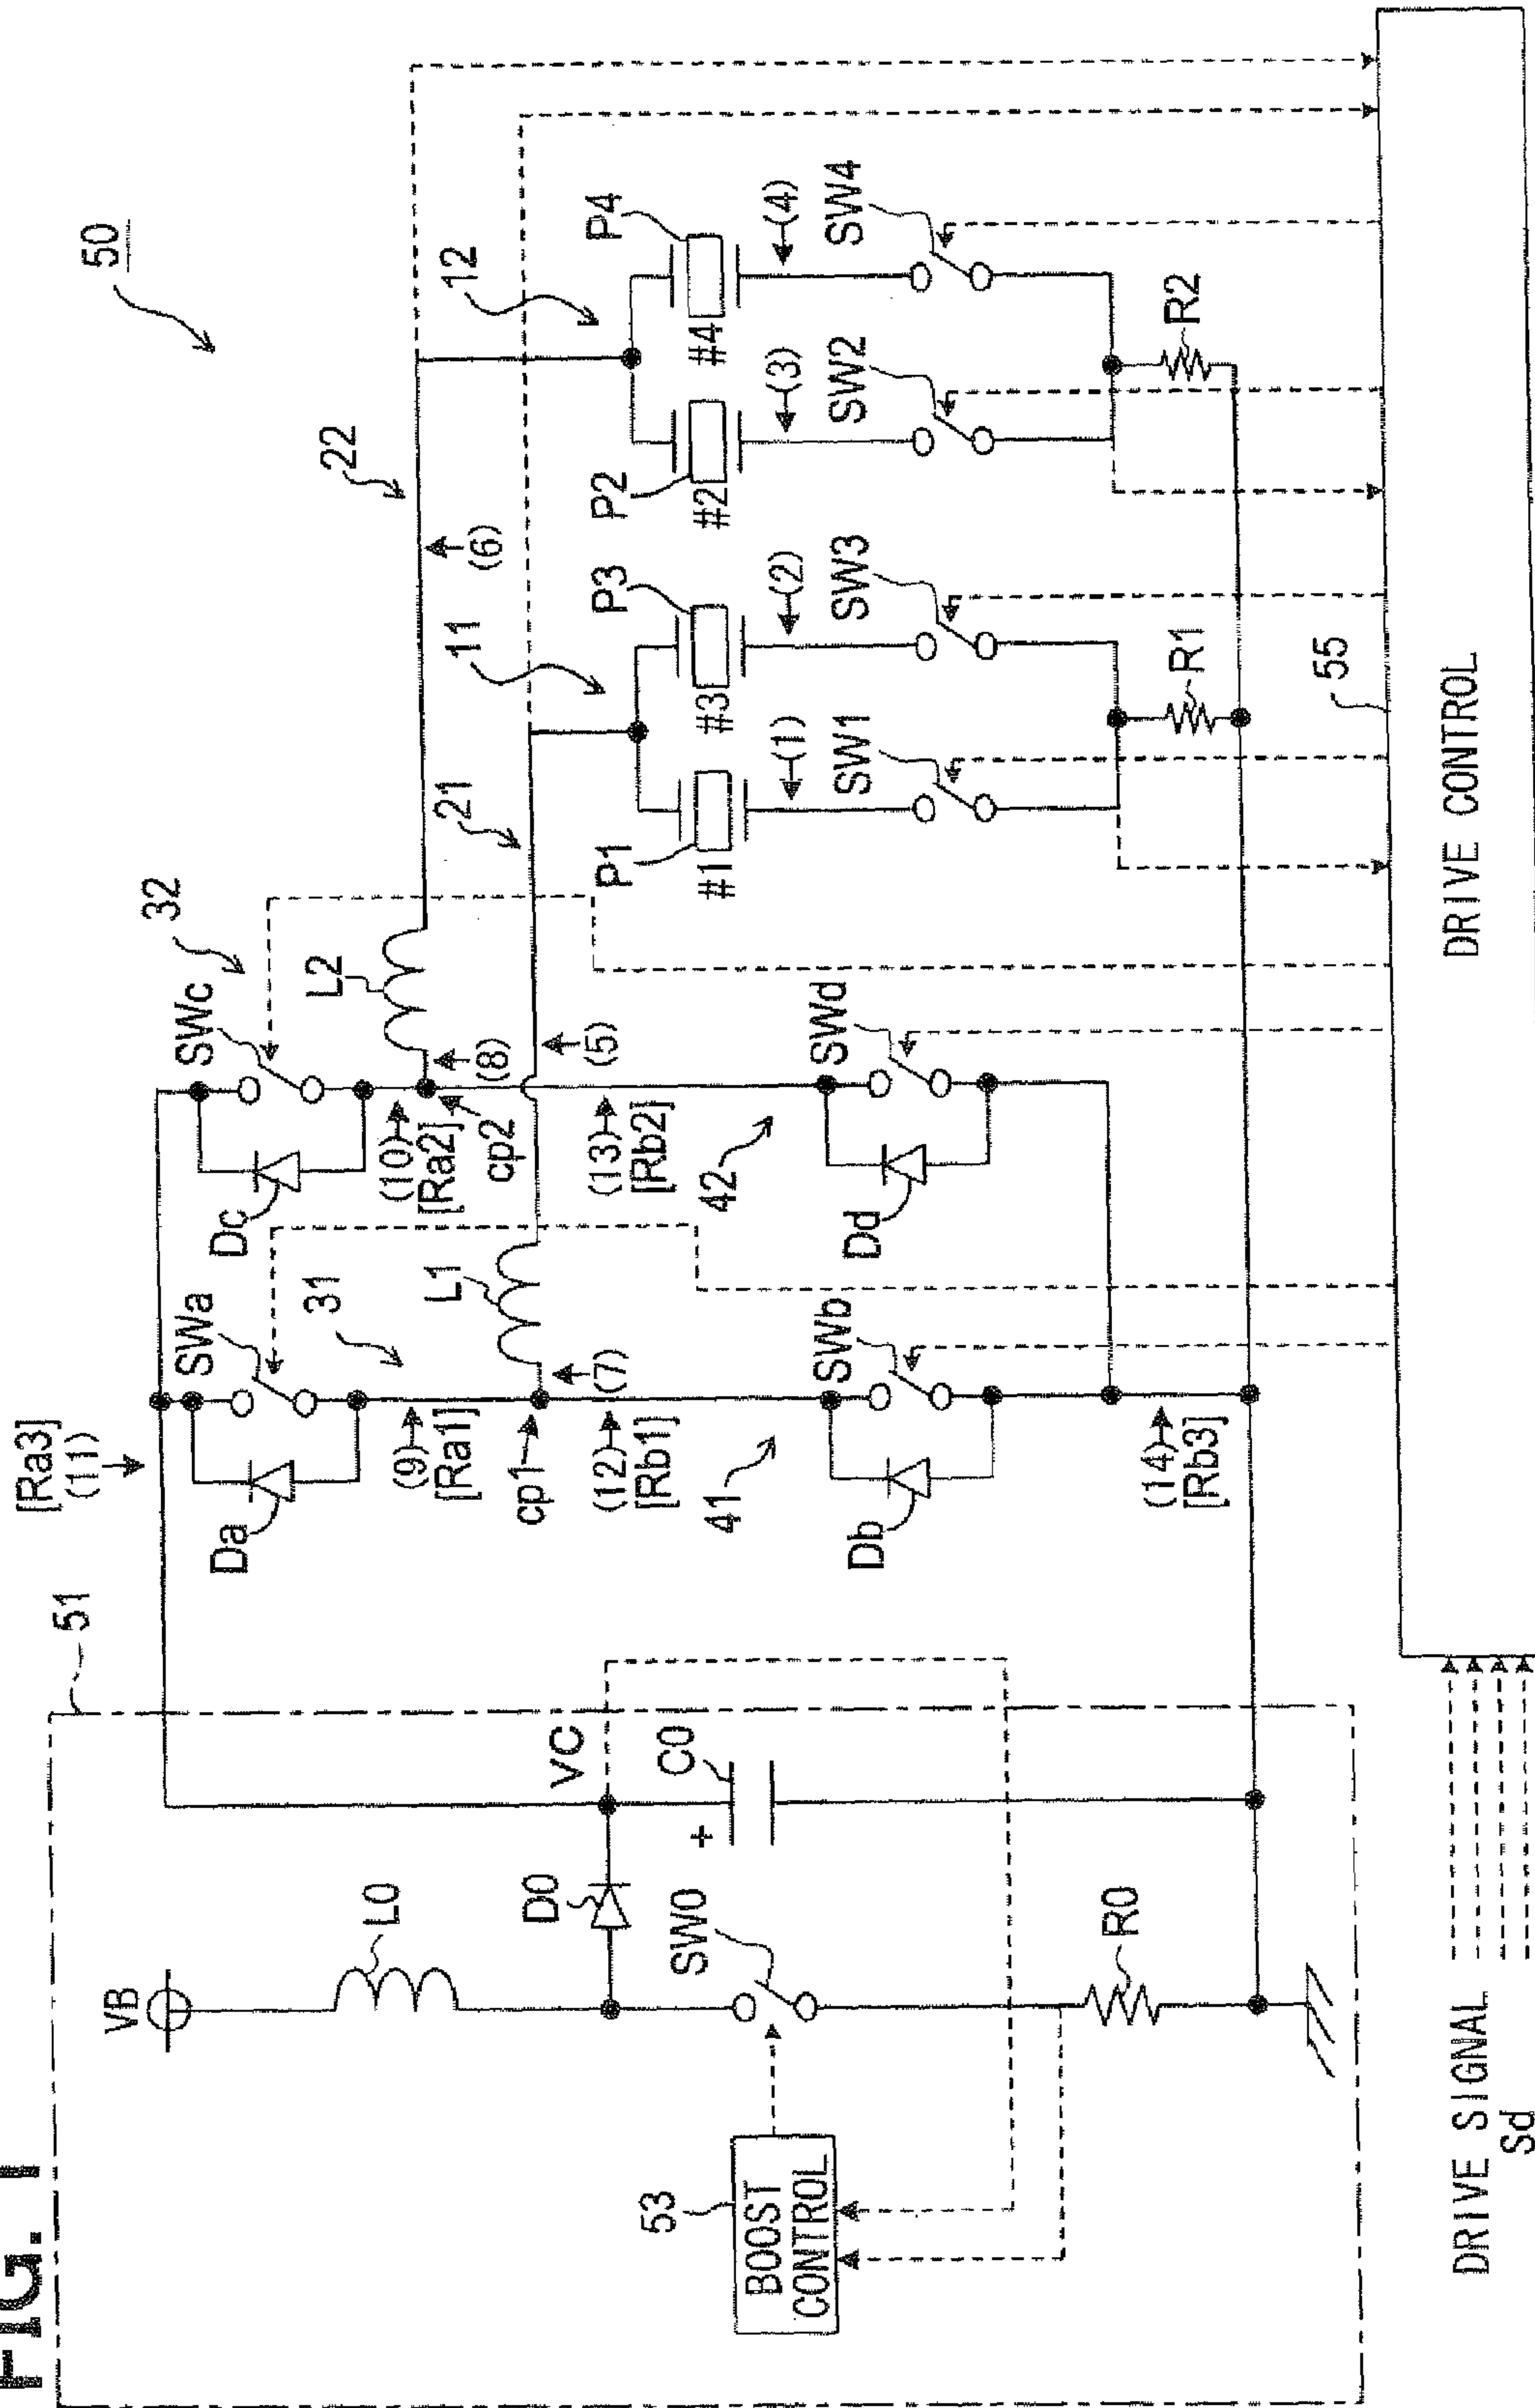 FIG. 1
51
VB
L0
D0
VC
C0
+
SW0
R0
53
BOOST
CONTROL
[Ra3]
(11)
SWa
Da
31
(9)
[Ra1]
cp1
L1
(7)
(12)
[Rb1]
41
SWb
Db
(14)
[Rb3]
32
SWc
Dc
(10)
[Ra2]
cp2
L2
(8)
(5)
(13)
[Rb2]
42
SWd
Dd
50
22
(6)
21
11
12
P1
#1
P3
#3
P2
#2
P4
#4
(1)
(2)
(3)
(4)
SW1
SW3
SW2
SW4
R1
R2
55
DRIVE CONTROL
DRIVE SIGNAL
Sd